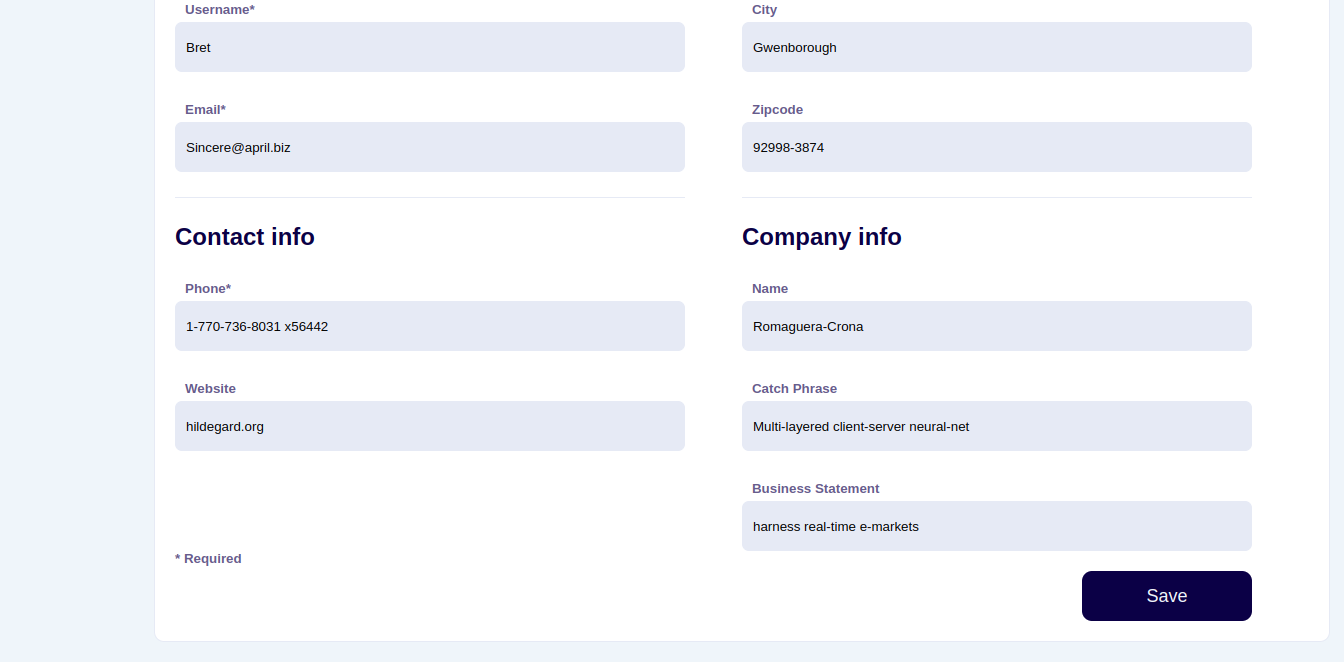 Username*
Bret
Email*
Sincere@april.biz
City
Gwenborough
Zipcode
92998-3874
Contact info
Phone*
1-770-736-8031 x56442
Website
hildegard.org
* Required
Company info
Name
Romaguera-Crona
Catch Phrase
Multi-layered client-server neural-net
Business Statement
harness real-time e-markets
Save